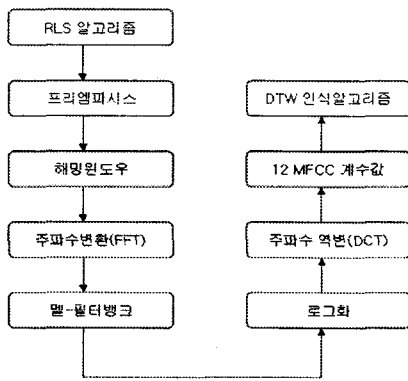 RLS 알고리즘
프리엠파시스
해밍윈도우
주파수변환(FFT)
멜-필터뱅크
로그화
주파수 역변(DCT)
12 MFCC 계수값
DTW 인식알고리즘